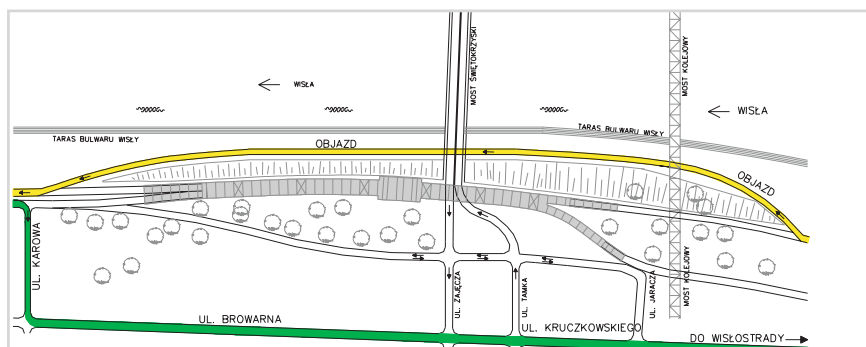 MOST ŚWIĘTOKRZYSKI
MOST KOLEJOWY
WISŁA
WISŁA
TARAS BULWARU WISŁY
OBJAZD
TARAS BULWARU WISŁY
OBJAZD
UL. KAROWA
UL. ZAJĘCZA
UL. TAMKA
UL. JARACZA
MOST KOLEJOWY
UL. BROWARNA
UL. KRUCZKOWSKIEGO
DO WISŁOSTRADY